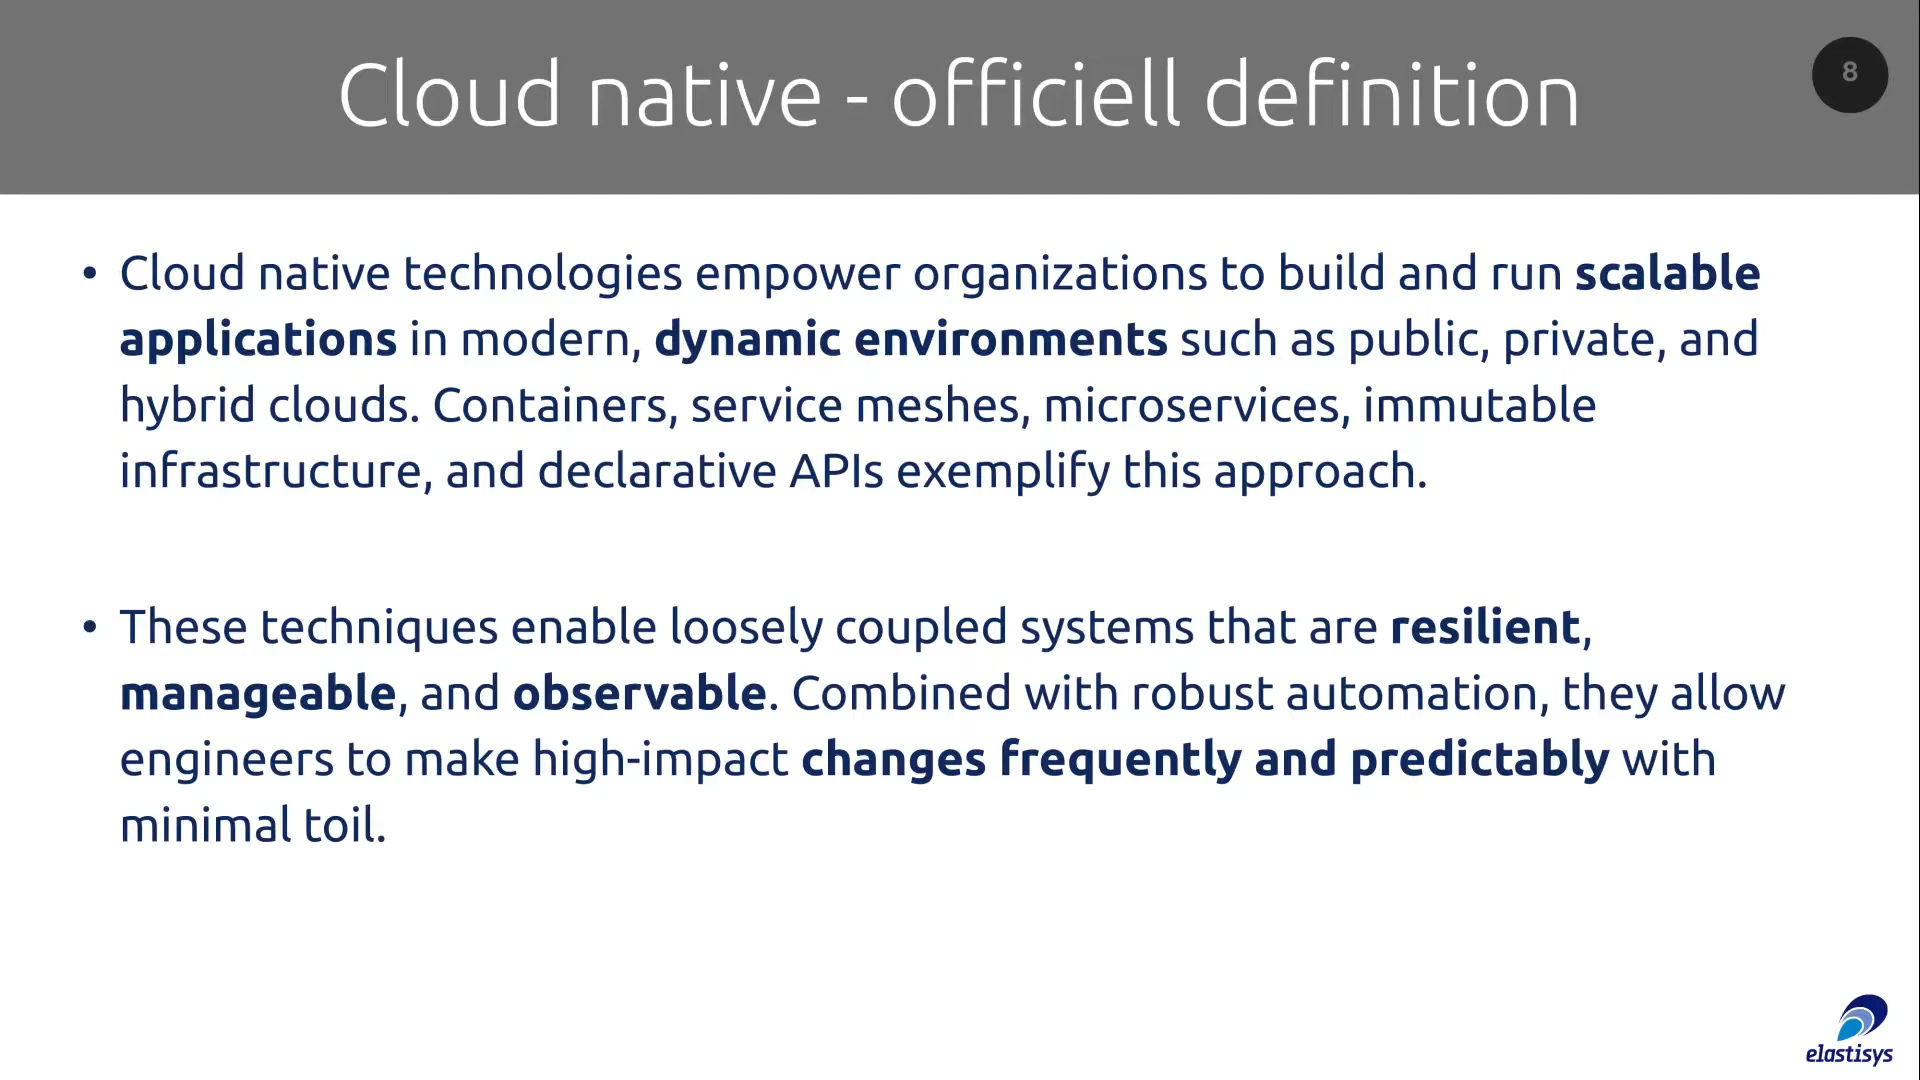 Cloud native - officiell definition
8
• Cloud native technologies empower organizations to build and run scalable
applications in modern, dynamic environments such as public, private, and
hybrid clouds. Containers, service meshes, microservices, immutable
infrastructure, and declarative APIs exemplify this approach.
• These techniques enable loosely coupled systems that are resilient,
manageable, and observable. Combined with robust automation, they allow
engineers to make high-impact changes frequently and predictably with
minimal toil.
elastisys